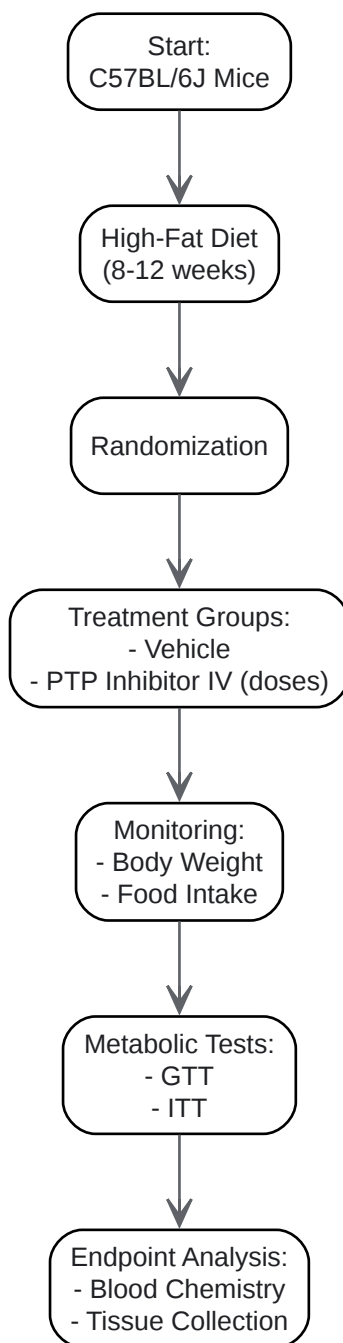 Start:
C57BL/6J Mice
High-Fat Diet
(8-12 weeks)
Randomization
Treatment Groups:
- Vehicle
- PTP Inhibitor IV (doses)
Monitoring:
- Body Weight
- Food Intake
Metabolic Tests:
- GTT
- ITT
Endpoint Analysis:
- Blood Chemistry
- Tissue Collection